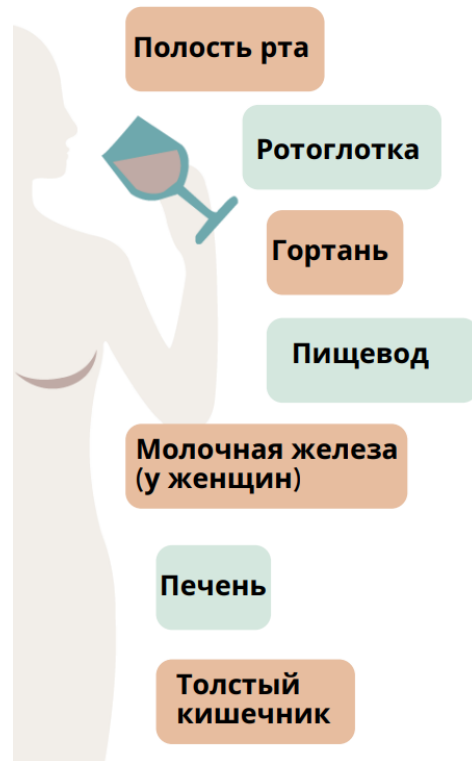 Полость рта
Ротоглотка
Гортань
Пищевод
Молочная железа
(у женщин)
Печень
Толстый
кишечник